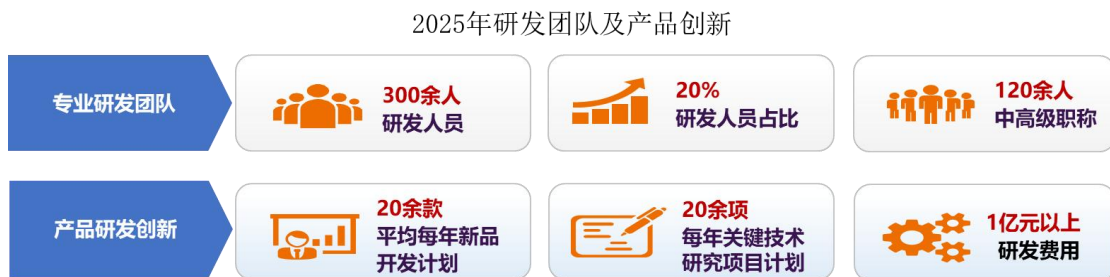 2025年研发团队及产品创新
专业研发团队
300余人
研发人员
20%
研发人员占比
120余人
中高级职称
产品研发创新
20余款
平均每年新品
开发计划
20余项
每年关键技术
研究项目计划
1亿元以上
研发费用